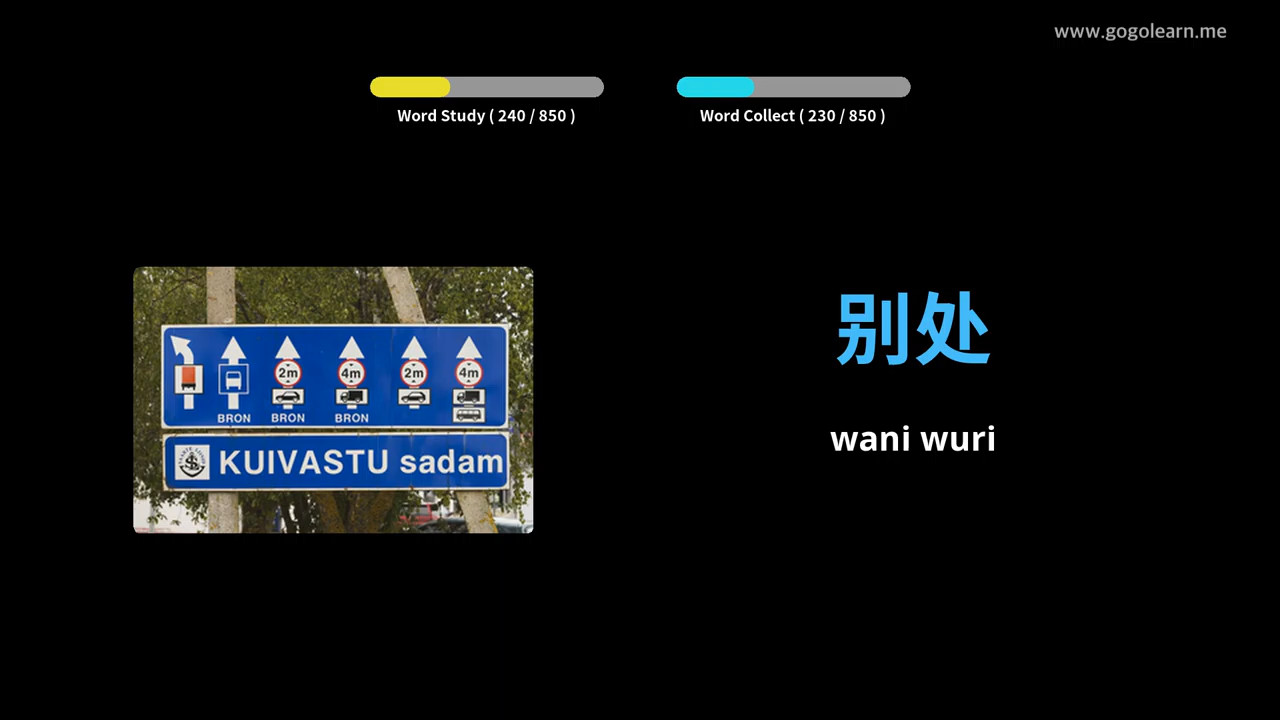 www.gogolearn.me
Word Study ( 240 / 850 )
Word Collect ( 230 / 850 )
2m 4m 2m 4m
BRON BRON BRON
KUIVASTU sadam
别处
wani wuri